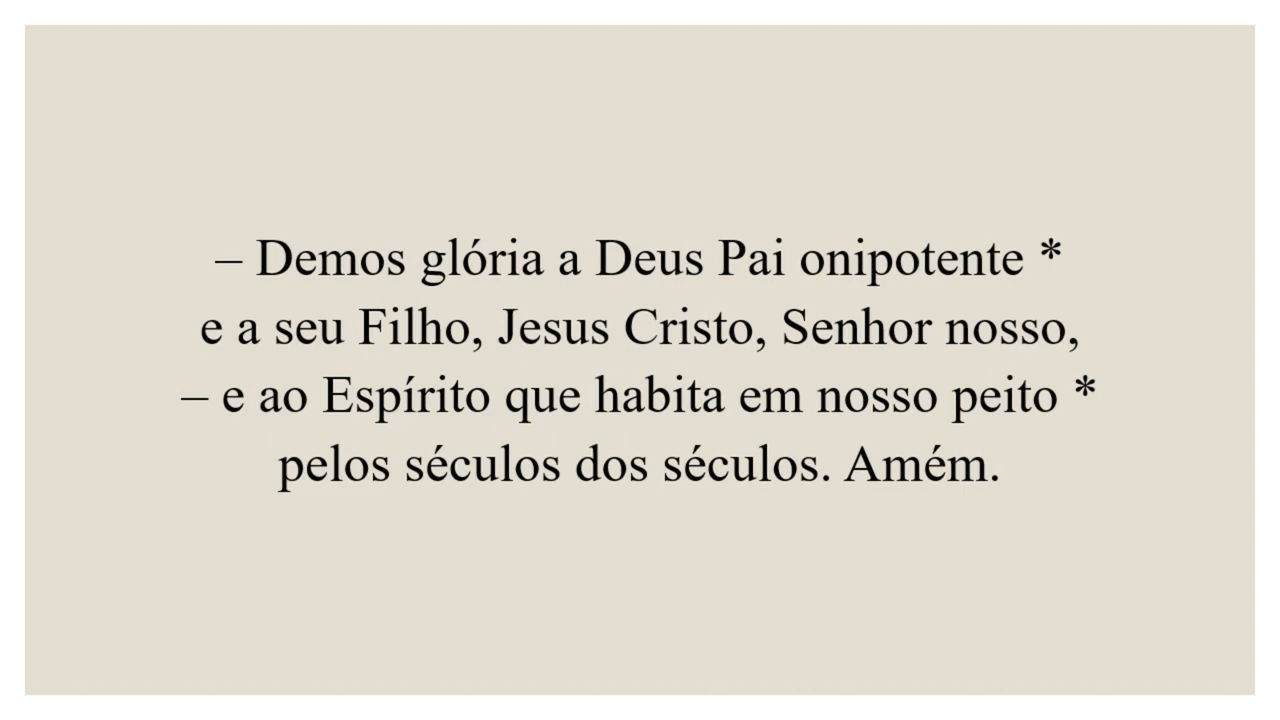 – Demos glória a Deus Pai onipotente *
e a seu Filho, Jesus Cristo, Senhor nosso,
– e ao Espírito que habita em nosso peito *
pelos séculos dos séculos. Amém.